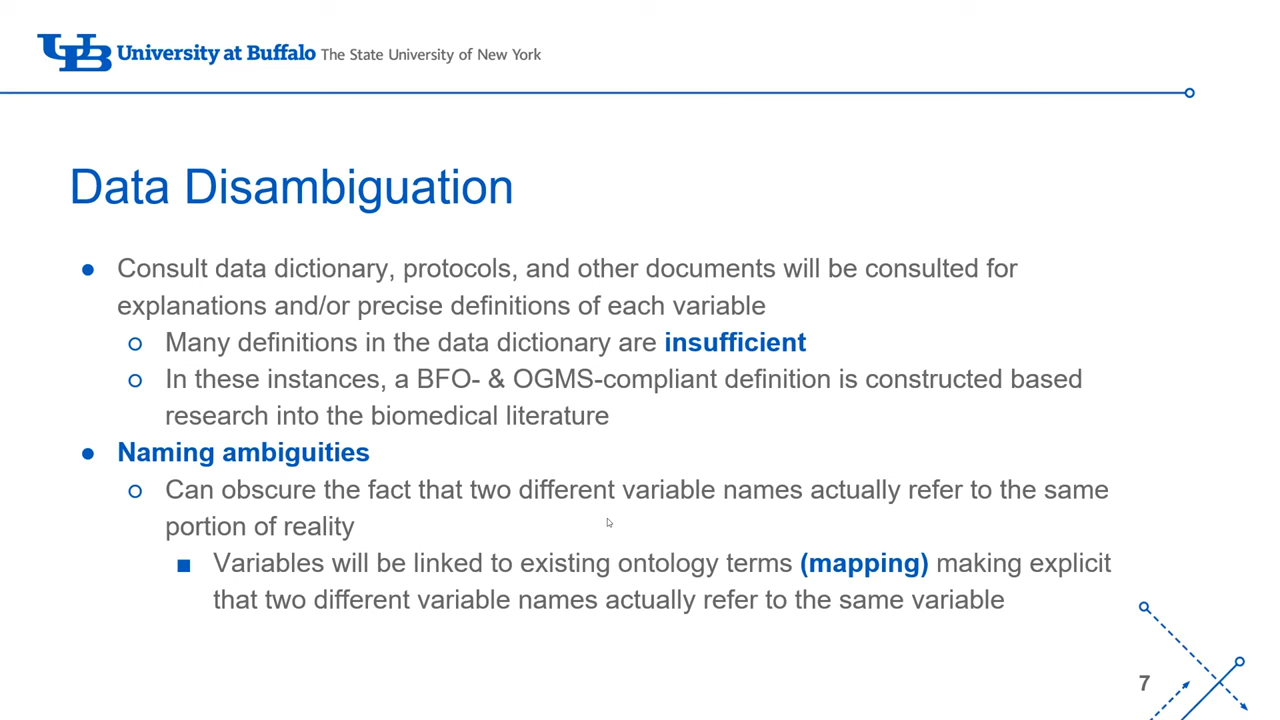 University at Buffalo The State University of New York
Data Disambiguation
● Consult data dictionary, protocols, and other documents will be consulted for
explanations and/or precise definitions of each variable
○ Many definitions in the data dictionary are insufficient
○ In these instances, a BFO- & OGMS-compliant definition is constructed based
research into the biomedical literature
● Naming ambiguities
○ Can obscure the fact that two different variable names actually refer to the same
portion of reality
■ Variables will be linked to existing ontology terms (mapping) making explicit
that two different variable names actually refer to the same variable
7